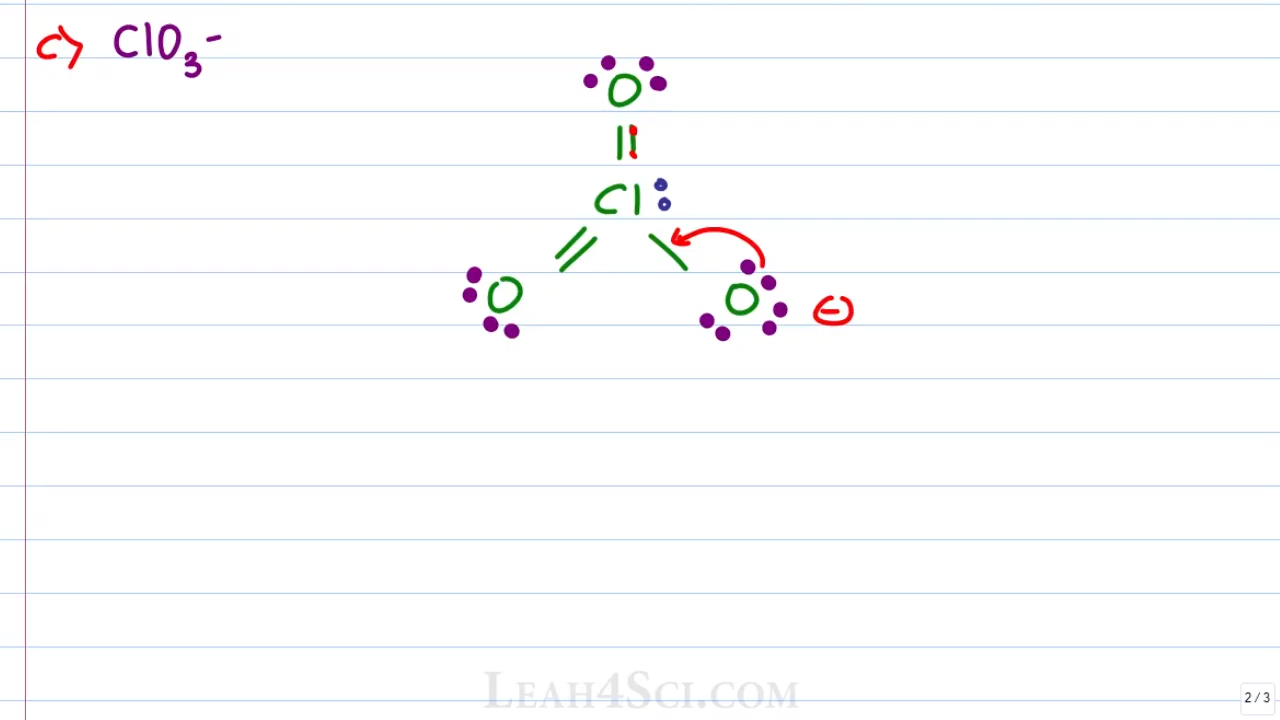 c) ClO3-
O
Cl
O O ⊖
LEAH4SCI.COM
2 / 3